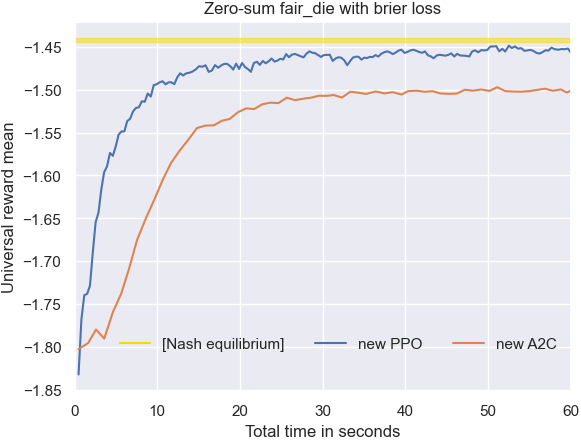 Zero-sum fair_die with brier loss
Universal reward mean
−1.45
−1.50
−1.55
−1.60
−1.65
−1.70
−1.75
−1.80
−1.85
[Nash equilibrium] new PPO new A2C
0 10 20 30 40 50 60
Total time in seconds